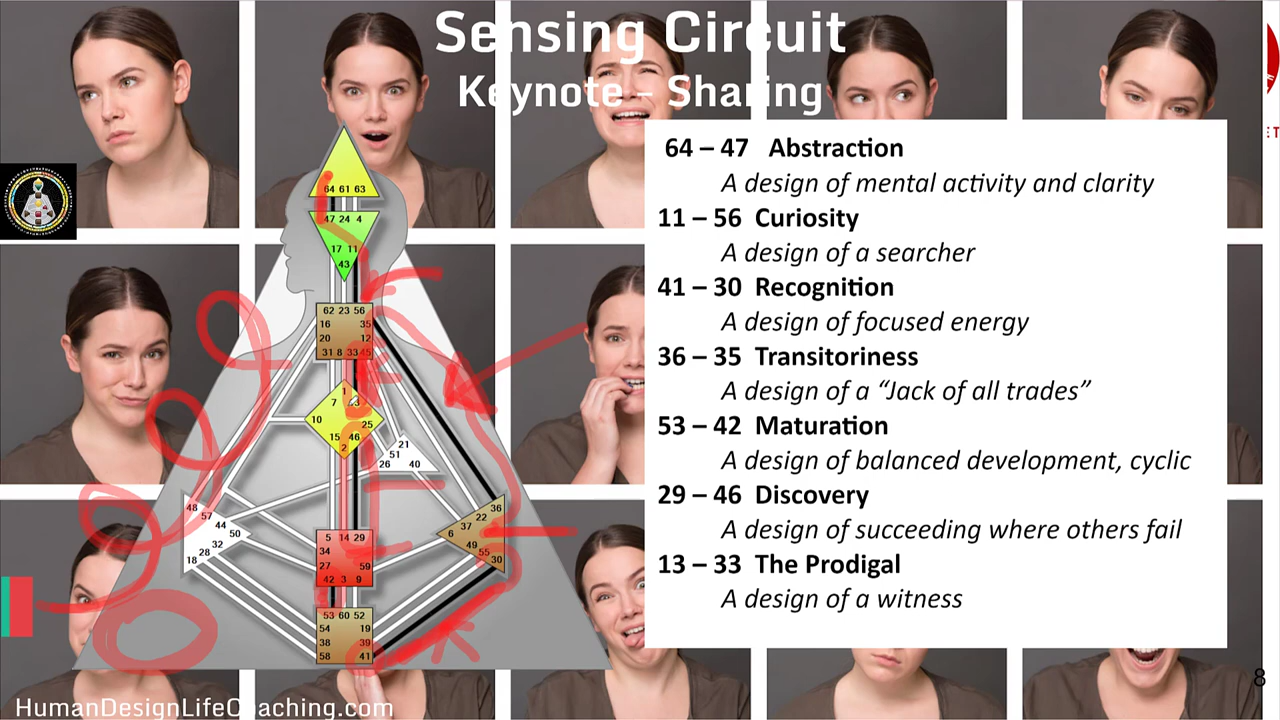 Sensing Circuit
Keynote – Sharing
64 – 47 Abstraction
A design of mental activity and clarity
11 – 56 Curiosity
A design of a searcher
41 – 30 Recognition
A design of focused energy
36 – 35 Transitoriness
A design of a “Jack of all trades”
53 – 42 Maturation
A design of balanced development, cyclic
29 – 46 Discovery
A design of succeeding where others fail
13 – 33 The Prodigal
A design of a witness
64 61 63
47 24 4
17 11
43
62 23 56
16 35
20 12
31 8 33 45
1
7
10 25
15 46
2
21
51
26 40
48
57
44
50
32
28
18
36
22
37
6
49
55
30
5 14 29
34
27 59
42 3 9
53 60 52
54 19
38 39
58 41
HumanDesignLifeCoaching.com
8